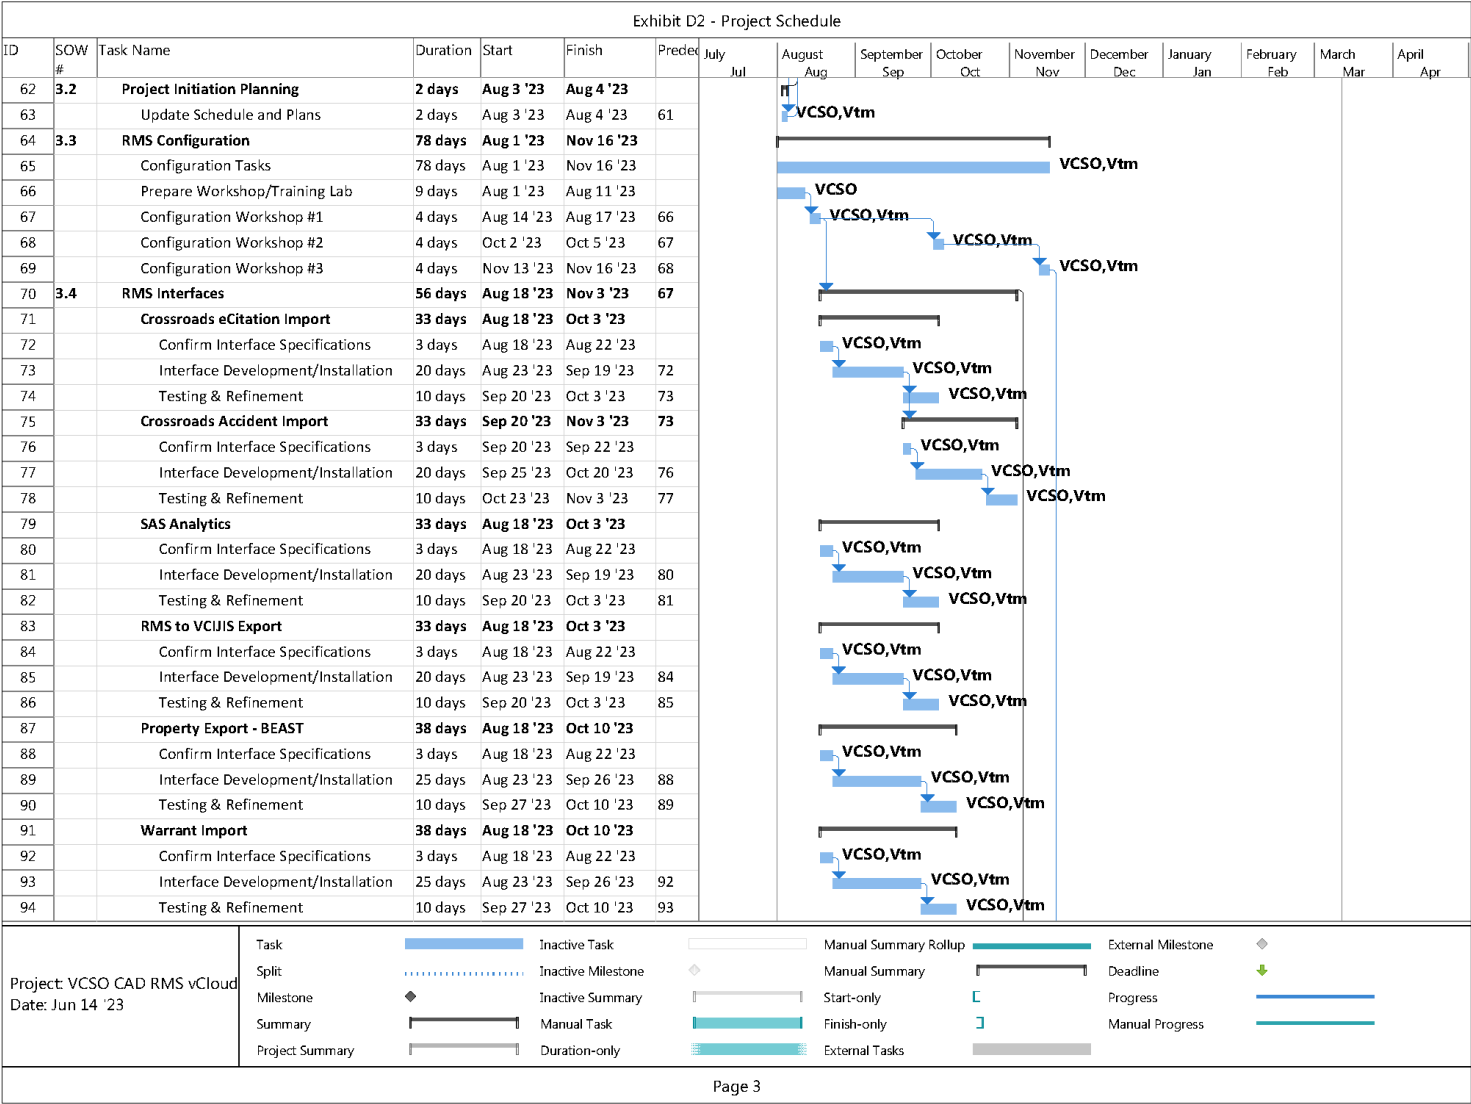 Exhibit D2 - Project Schedule
ID SOW # Task Name Duration Start Finish Predec July August September October November December January February March April
Jul Aug Sep Oct Nov Dec Jan Feb Mar Apr
62 3.2 Project Initiation Planning 2 days Aug 3 '23 Aug 4 '23
63 Update Schedule and Plans 2 days Aug 3 '23 Aug 4 '23 61 VCSO,Vtm
64 3.3 RMS Configuration 78 days Aug 1 '23 Nov 16 '23
65 Configuration Tasks 78 days Aug 1 '23 Nov 16 '23 VCSO,Vtm
66 Prepare Workshop/Training Lab 9 days Aug 1 '23 Aug 11 '23 VCSO
67 Configuration Workshop #1 4 days Aug 14 '23 Aug 17 '23 66 VCSO,Vtm
68 Configuration Workshop #2 4 days Oct 2 '23 Oct 5 '23 67 VCSO,Vtm
69 Configuration Workshop #3 4 days Nov 13 '23 Nov 16 '23 68 VCSO,Vtm
70 3.4 RMS Interfaces 56 days Aug 18 '23 Nov 3 '23 67
71 Crossroads eCitation Import 33 days Aug 18 '23 Oct 3 '23
72 Confirm Interface Specifications 3 days Aug 18 '23 Aug 22 '23 VCSO,Vtm
73 Interface Development/Installation 20 days Aug 23 '23 Sep 19 '23 72 VCSO,Vtm
74 Testing & Refinement 10 days Sep 20 '23 Oct 3 '23 73 VCSO,Vtm
75 Crossroads Accident Import 33 days Sep 20 '23 Nov 3 '23 73
76 Confirm Interface Specifications 3 days Sep 20 '23 Sep 22 '23 VCSO,Vtm
77 Interface Development/Installation 20 days Sep 25 '23 Oct 20 '23 76 VCSO,Vtm
78 Testing & Refinement 10 days Oct 23 '23 Nov 3 '23 77 VCSO,Vtm
79 SAS Analytics 33 days Aug 18 '23 Oct 3 '23
80 Confirm Interface Specifications 3 days Aug 18 '23 Aug 22 '23 VCSO,Vtm
81 Interface Development/Installation 20 days Aug 23 '23 Sep 19 '23 80 VCSO,Vtm
82 Testing & Refinement 10 days Sep 20 '23 Oct 3 '23 81 VCSO,Vtm
83 RMS to VCIJIS Export 33 days Aug 18 '23 Oct 3 '23
84 Confirm Interface Specifications 3 days Aug 18 '23 Aug 22 '23 VCSO,Vtm
85 Interface Development/Installation 20 days Aug 23 '23 Sep 19 '23 84 VCSO,Vtm
86 Testing & Refinement 10 days Sep 20 '23 Oct 3 '23 85 VCSO,Vtm
87 Property Export - BEAST 38 days Aug 18 '23 Oct 10 '23
88 Confirm Interface Specifications 3 days Aug 18 '23 Aug 22 '23 VCSO,Vtm
89 Interface Development/Installation 25 days Aug 23 '23 Sep 26 '23 88 VCSO,Vtm
90 Testing & Refinement 10 days Sep 27 '23 Oct 10 '23 89 VCSO,Vtm
91 Warrant Import 38 days Aug 18 '23 Oct 10 '23
92 Confirm Interface Specifications 3 days Aug 18 '23 Aug 22 '23 VCSO,Vtm
93 Interface Development/Installation 25 days Aug 23 '23 Sep 26 '23 92 VCSO,Vtm
94 Testing & Refinement 10 days Sep 27 '23 Oct 10 '23 93 VCSO,Vtm
Project: VCSO CAD RMS vCloud
Date: Jun 14 '23
Task Inactive Task Manual Summary Rollup External Milestone
Split Inactive Milestone Manual Summary Deadline
Milestone Inactive Summary Start-only Progress
Summary Manual Task Finish-only Manual Progress
Project Summary Duration-only External Tasks
Page 3